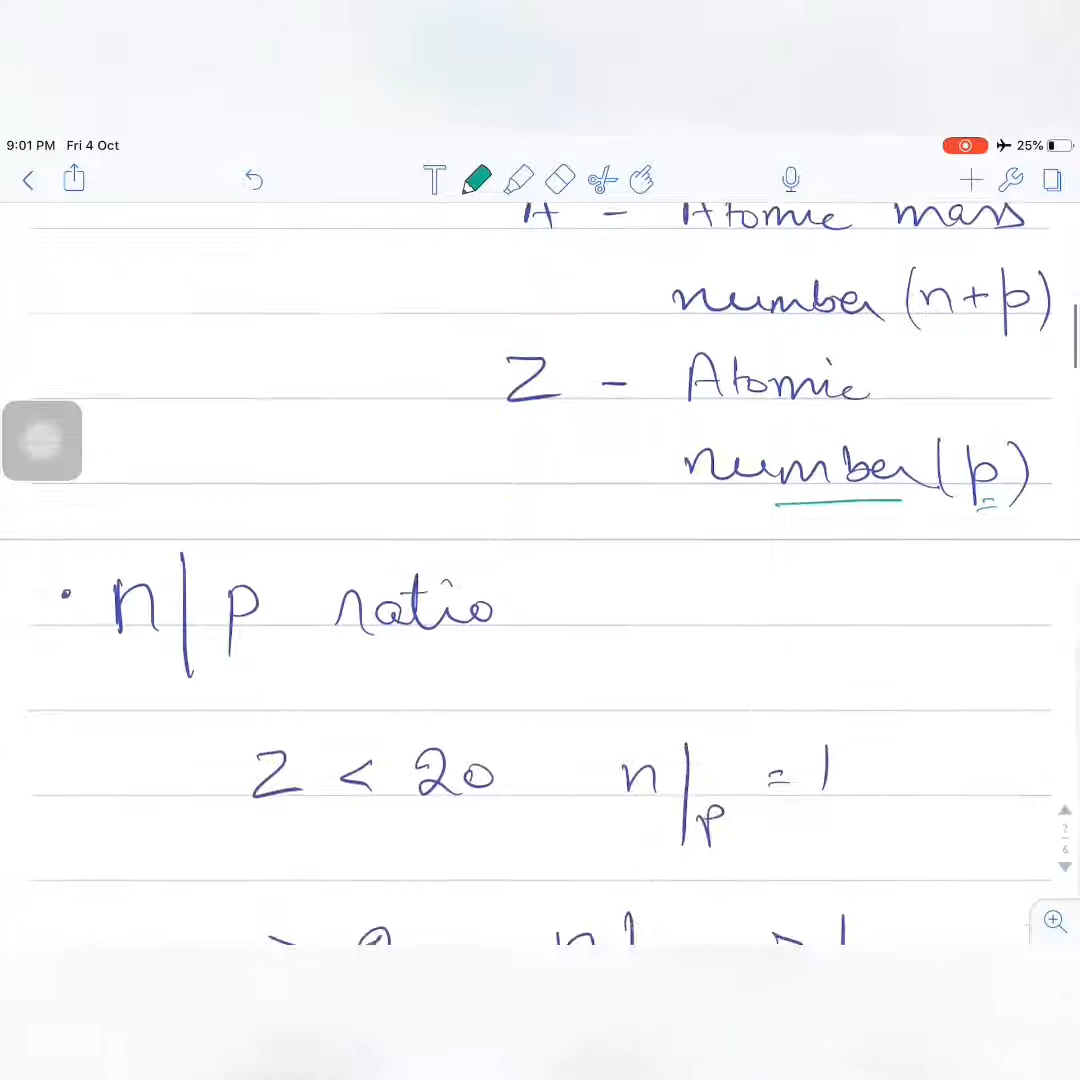 9:01 PM Fri 4 Oct
25%
A - Atomic mass
number (n+p)
Z - Atomic
number (p)
• n/p ratio
Z < 20 n/p = 1